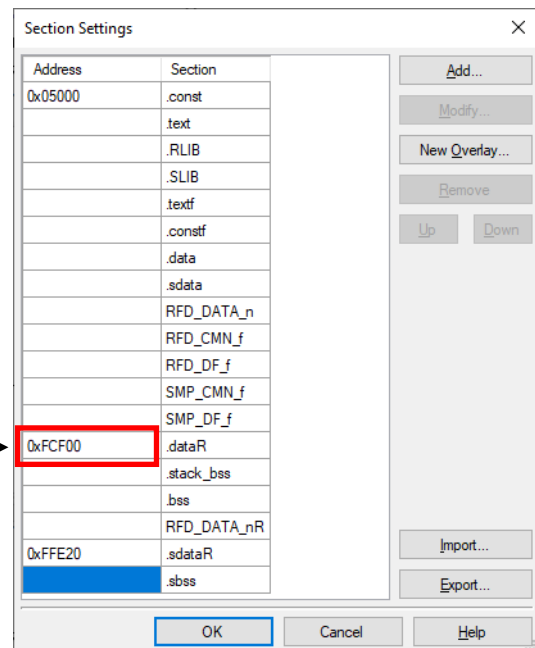 Section Settings
Address Section
Add...
0x05000 .const
Modify...
.text
.RLIB
New Overlay...
.SLIB
Remove
.textf
.constf
Up Down
.data
.sdata
RFD_DATA_n
RFD_CMN_f
RFD_DF_f
SMP_CMN_f
SMP_DF_f
0xFCF00 .dataR
.stack_bss
.bss
RFD_DATA_nR
Import...
0xFFE20 .sdataR
.sbss
Export...
OK Cancel Help